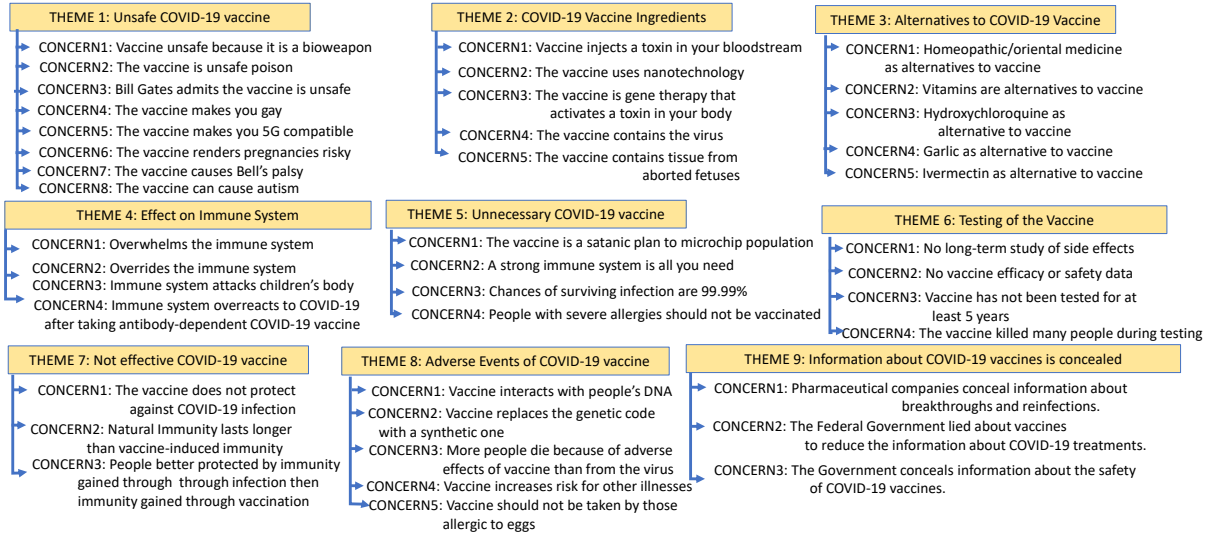 THEME 1: Unsafe COVID-19 vaccine
CONCERN1: Vaccine unsafe because it is a bioweapon
CONCERN2: The vaccine is unsafe poison
CONCERN3: Bill Gates admits the vaccine is unsafe
CONCERN4: The vaccine makes you gay
CONCERN5: The vaccine makes you 5G compatible
CONCERN6: The vaccine renders pregnancies risky
CONCERN7: The vaccine causes Bell's palsy
CONCERN8: The vaccine can cause autism
THEME 2: COVID-19 Vaccine Ingredients
CONCERN1: Vaccine injects a toxin in your bloodstream
CONCERN2: The vaccine uses nanotechnology
CONCERN3: The vaccine is gene therapy that
activates a toxin in your body
CONCERN4: The vaccine contains the virus
CONCERN5: The vaccine contains tissue from
aborted fetuses
THEME 3: Alternatives to COVID-19 Vaccine
CONCERN1: Homeopathic/oriental medicine
as alternatives to vaccine
CONCERN2: Vitamins are alternatives to vaccine
CONCERN3: Hydroxychloroquine as
alternative to vaccine
CONCERN4: Garlic as alternative to vaccine
CONCERN5: Ivermectin as alternative to vaccine
THEME 4: Effect on Immune System
CONCERN1: Overwhelms the immune system
CONCERN2: Overrides the immune system
CONCERN3: Immune system attacks children's body
CONCERN4: Immune system overreacts to COVID-19
after taking antibody-dependent COVID-19 vaccine
THEME 5: Unnecessary COVID-19 vaccine
CONCERN1: The vaccine is a satanic plan to microchip population
CONCERN2: A strong immune system is all you need
CONCERN3: Chances of surviving infection are 99.99%
CONCERN4: People with severe allergies should not be vaccinated
THEME 6: Testing of the Vaccine
CONCERN1: No long-term study of side effects
CONCERN2: No vaccine efficacy or safety data
CONCERN3: Vaccine has not been tested for at
least 5 years
CONCERN4: The vaccine killed many people during testing
THEME 7: Not effective COVID-19 vaccine
CONCERN1: The vaccine does not protect
against COVID-19 infection
CONCERN2: Natural Immunity lasts longer
than vaccine-induced immunity
CONCERN3: People better protected by immunity
gained through through infection then
immunity gained through vaccination
THEME 8: Adverse Events of COVID-19 vaccine
CONCERN1: Vaccine interacts with people's DNA
CONCERN2: Vaccine replaces the genetic code
with a synthetic one
CONCERN3: More people die because of adverse
effects of vaccine than from the virus
CONCERN4: Vaccine increases risk for other illnesses
CONCERN5: Vaccine should not be taken by those
allergic to eggs
THEME 9: Information about COVID-19 vaccines is concealed
CONCERN1: Pharmaceutical companies conceal information about
breakthroughs and reinfections.
CONCERN2: The Federal Government lied about vaccines
to reduce the information about COVID-19 treatments.
CONCERN3: The Government conceals information about the safety
of COVID-19 vaccines.